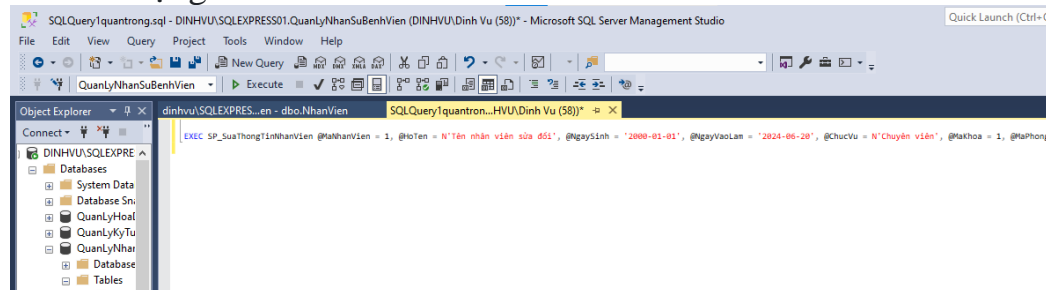 SQLQuery1quantrong.sql - DINHVU\SQLEXPRESS01.QuanLyNhanSuBenhVien (DINHVU\Dinh Vu (58))* - Microsoft SQL Server Management Studio
Quick Launch (Ctrl+
File Edit View Query Project Tools Window Help
New Query
QuanLyNhanSuBenhVien Execute
Object Explorer
dinhvu\SQLEXPRES...en - dbo.NhanVien SQLQuery1quantron...HVU\Dinh Vu (58))*
Connect
EXEC SP_SuaThongTinNhanVien @MaNhanVien = 1, @HoTen = N'Tên nhân viên sửa đổi', @NgaySinh = '2000-01-01', @NgayVaoLam = '2024-06-20', @ChucVu = N'Chuyên viên', @MaKhoa = 1, @MaPhong
DINHVU\SQLEXPRE
Databases
System Data
Database Sna
QuanLyHoaI
QuanLyKyTu
QuanLyNhar
Database
Tables